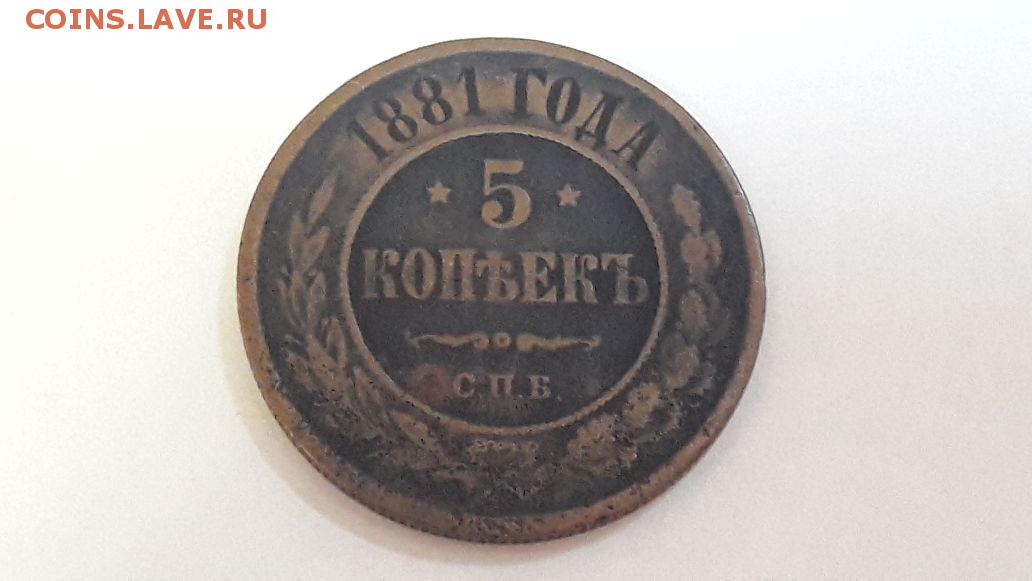 COINS.LAVE.RU
1881 ГОДА
5
КОПѢЕКЪ
С.П.Б.